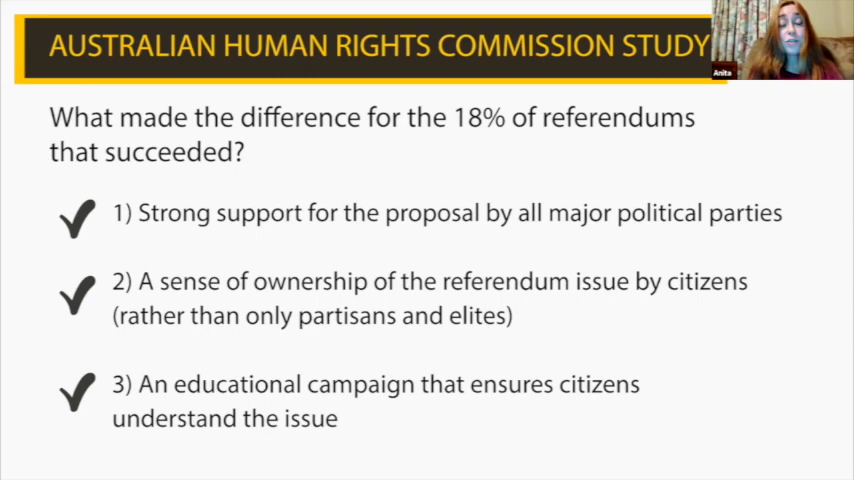 AUSTRALIAN HUMAN RIGHTS COMMISSION STUDY
Anita
What made the difference for the 18% of referendums
that succeeded?
1) Strong support for the proposal by all major political parties
2) A sense of ownership of the referendum issue by citizens
(rather than only partisans and elites)
3) An educational campaign that ensures citizens
understand the issue